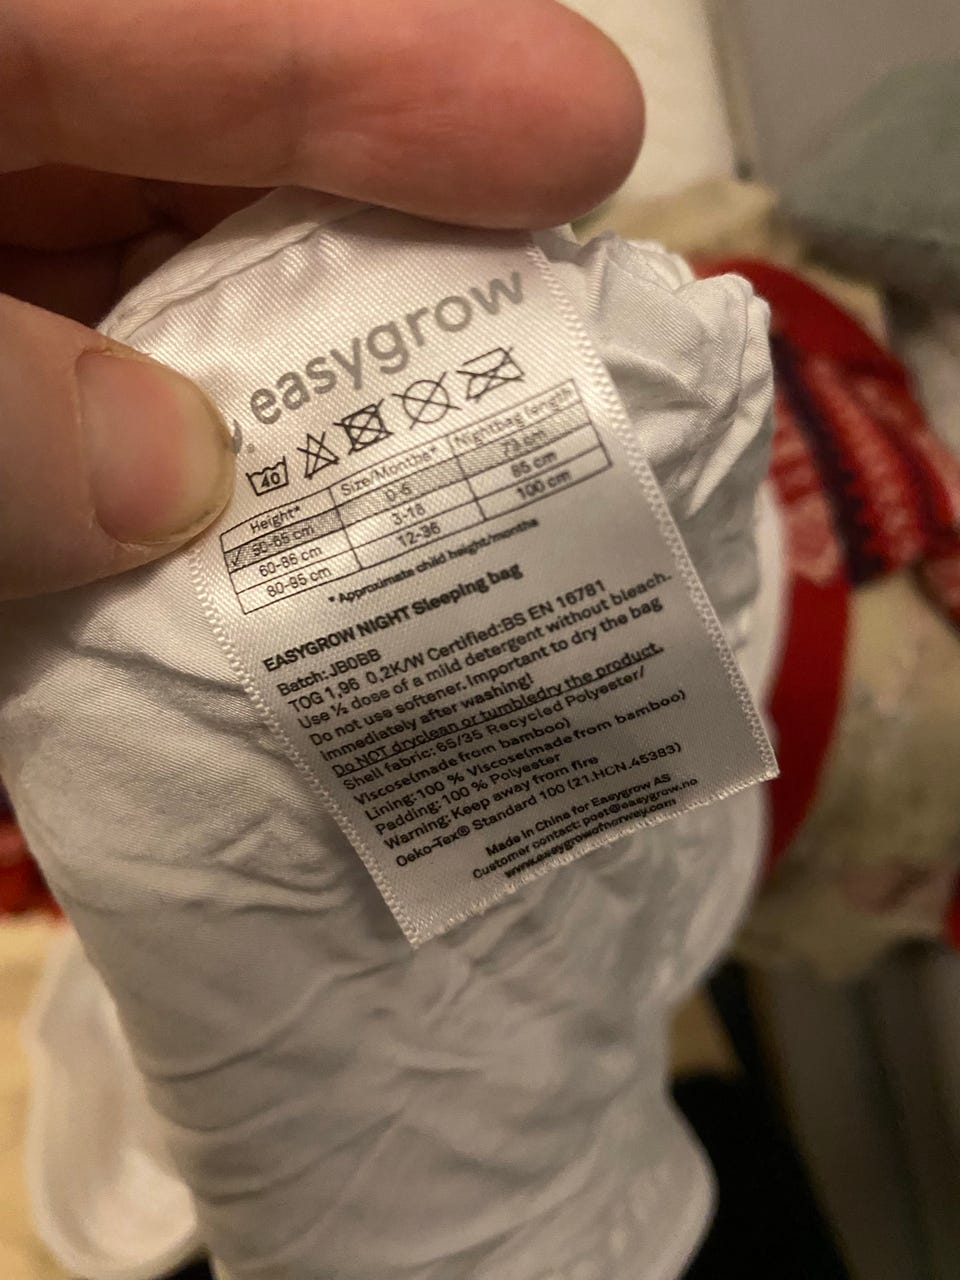 easygrow
40
Height* Size/Months* Nightbag length
50-65 cm 0-6 73 cm
60-86 cm 3-18 85 cm
80-95 cm 12-36 100 cm
*Approximate child height/months
EASYGROW NIGHT Sleeping bag
Batch: JB0BB
TOG 1,96 0,2K/W Certified:BS EN 16781
Use ½ dose of a mild detergent without bleach.
Do not use softener. Important to dry the bag
immediately after washing!
Do NOT dryclean or tumbledry the product.
Shell fabric: 65/35 Recycled Polyester/
Viscose(made from bamboo)
Lining:100 % Viscose(made from bamboo)
Padding: 100 % Polyester
Warning: Keep away from fire
Oeko-Tex® Standard 100 (21.HCN.45383)
Made in China for Easygrow AS
Customer contact: post@easygrow.no
www.easygrowofnorway.com